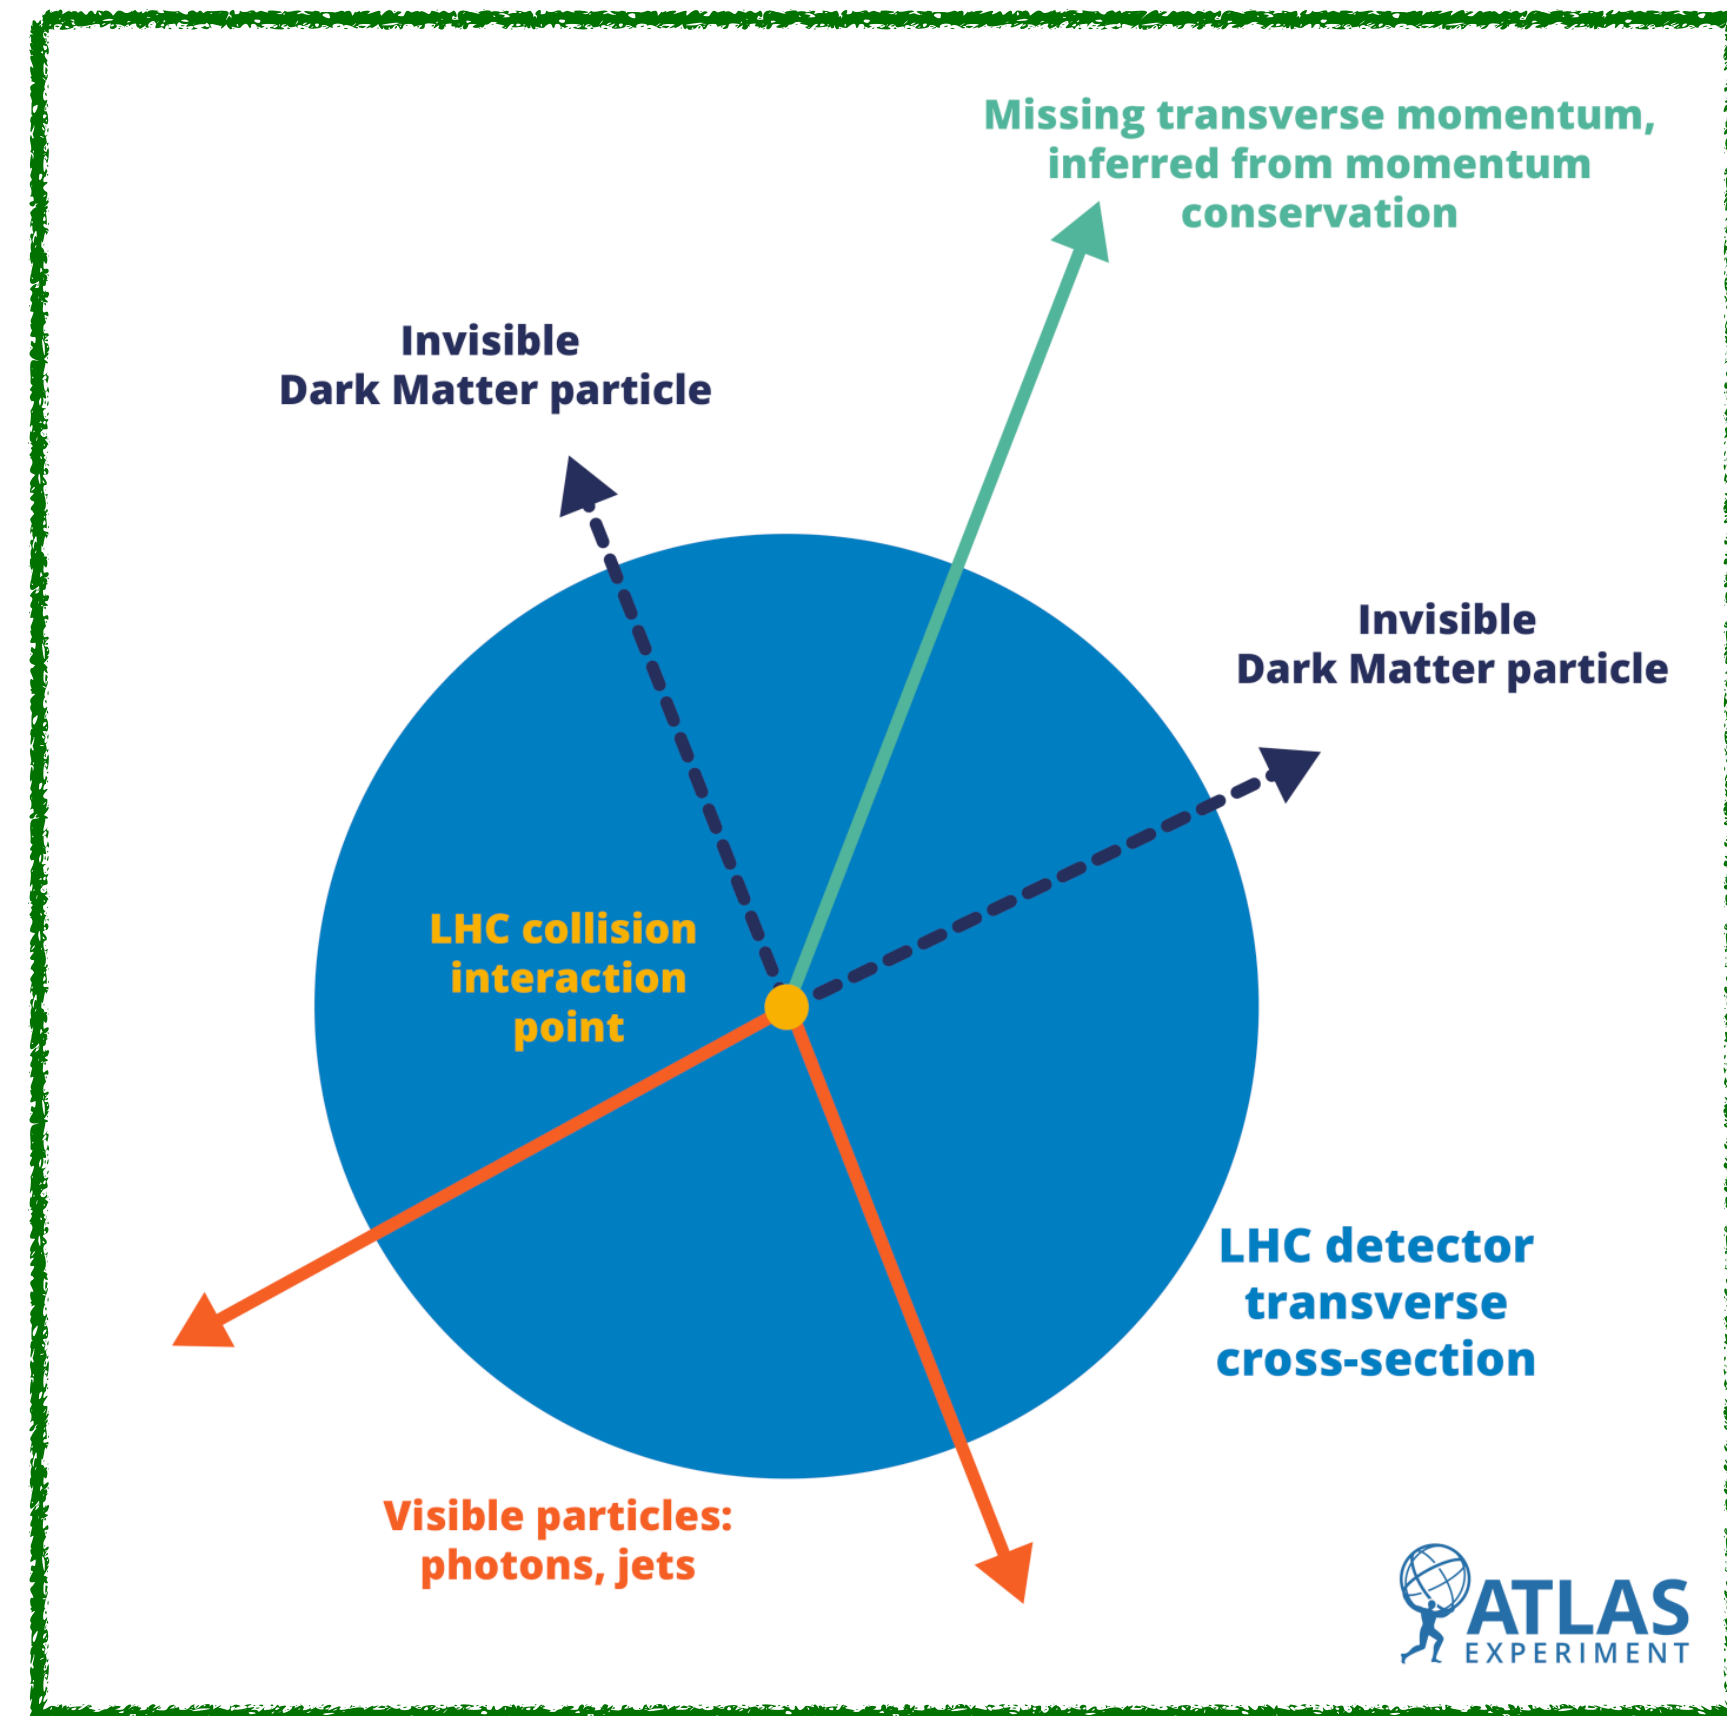 Missing transverse momentum,
inferred from momentum
conservation
Invisible
Dark Matter particle
Invisible
Dark Matter particle
LHC collision
interaction
point
LHC detector
transverse
cross-section
Visible particles:
photons, jets
ATLAS
EXPERIMENT